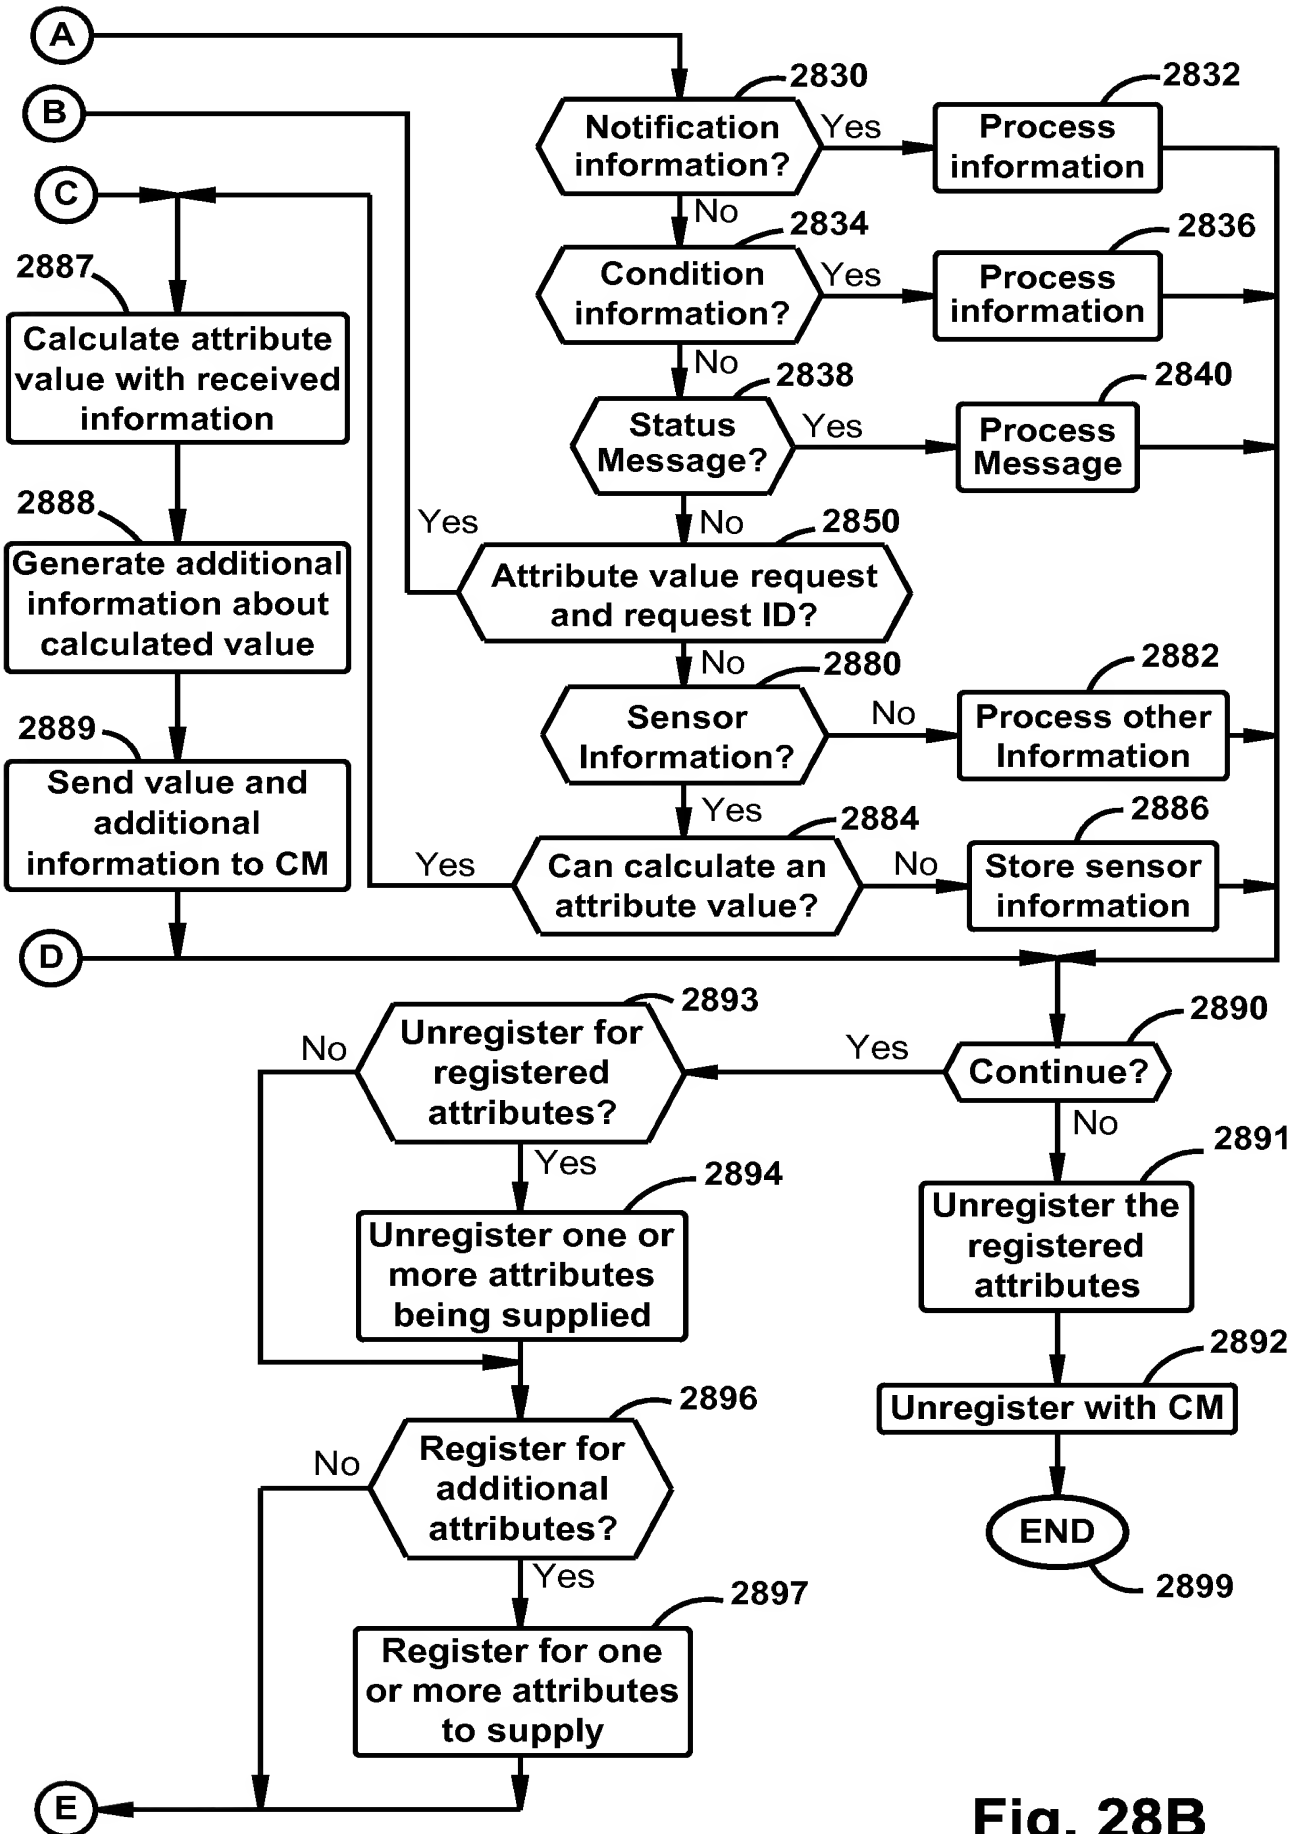 A
2830
2832
B
Notification
information?
Yes
Process
information
C
No
2834
2836
2887
Condition
information?
Yes
Process
information
Calculate attribute
value with received
information
No
2838
2840
Status
Message?
Yes
Process
Message
2888
Yes
No
2850
Generate additional
information about
calculated value
Attribute value request
and request ID?
No
2880
2882
2889
Sensor
Information?
No
Process other
Information
Send value and
additional
information to CM
Yes
2884
2886
Yes
Can calculate an
attribute value?
No
Store sensor
information
D
2893
2890
No
Unregister for
registered
attributes?
Yes
Continue?
No
2891
Yes
2894
Unregister the
registered
attributes
Unregister one or
more attributes
being supplied
2892
2896
Unregister with CM
No
Register for
additional
attributes?
END
2899
Yes
2897
Register for one
or more attributes
to supply
E
Fig. 28B